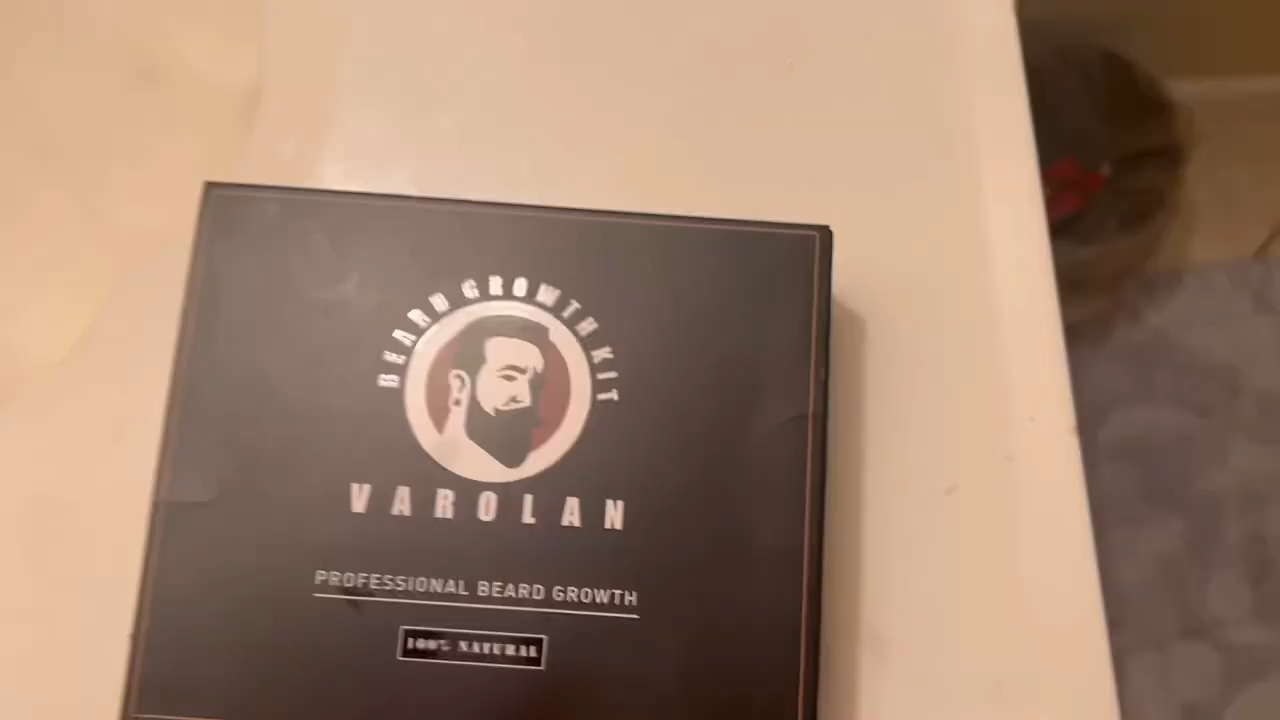 BEARD GROWTH KIT
VAROLAN
PROFESSIONAL BEARD GROWTH
100% NATURAL